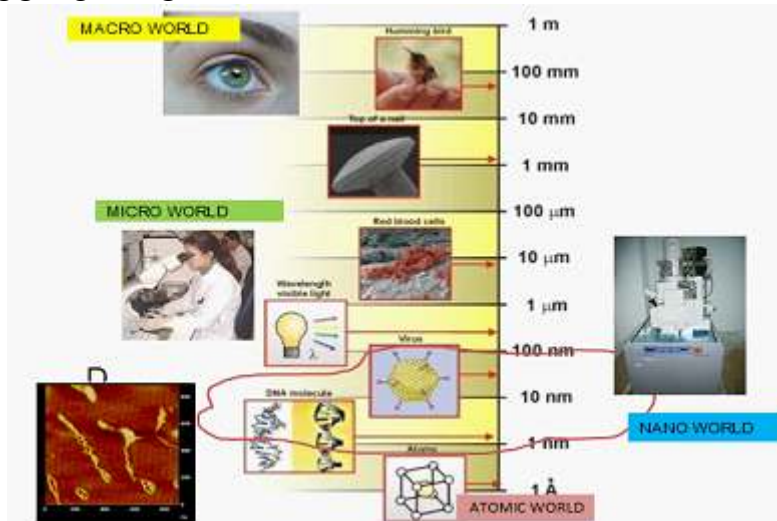 MACRO WORLD
Humming bird
1 m
100 mm
10 mm
Top of a nail
1 mm
100 μm
MICRO WORLD
Red blood cells
10 μm
Wavelength
visible light
1 μm
λ
Virus
100 nm
D
DNA molecule
10 nm
NANO WORLD
1 nm
Atoms
1 Å
ATOMIC WORLD